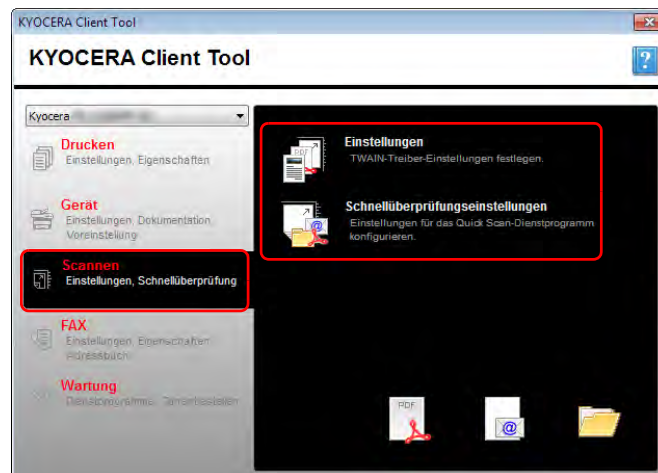 KYOCERA Client Tool
KYOCERA Client Tool
?
Kyocera
Drucken
Einstellungen, Eigenschaften
Gerät
Einstellungen, Dokumentation,
Voreinstellung
Scannen
Einstellungen, Schnellüberprüfung
FAX
Einstellungen, Eigenschaften,
Adressbuch
Wartung
Dienstprogramme,
Einstellungen
TWAIN-Treiber-Einstellungen festlegen.
Schnellüberprüfungseinstellungen
Einstellungen für das Quick Scan-Dienstprogramm
konfigurieren.
PDF
@